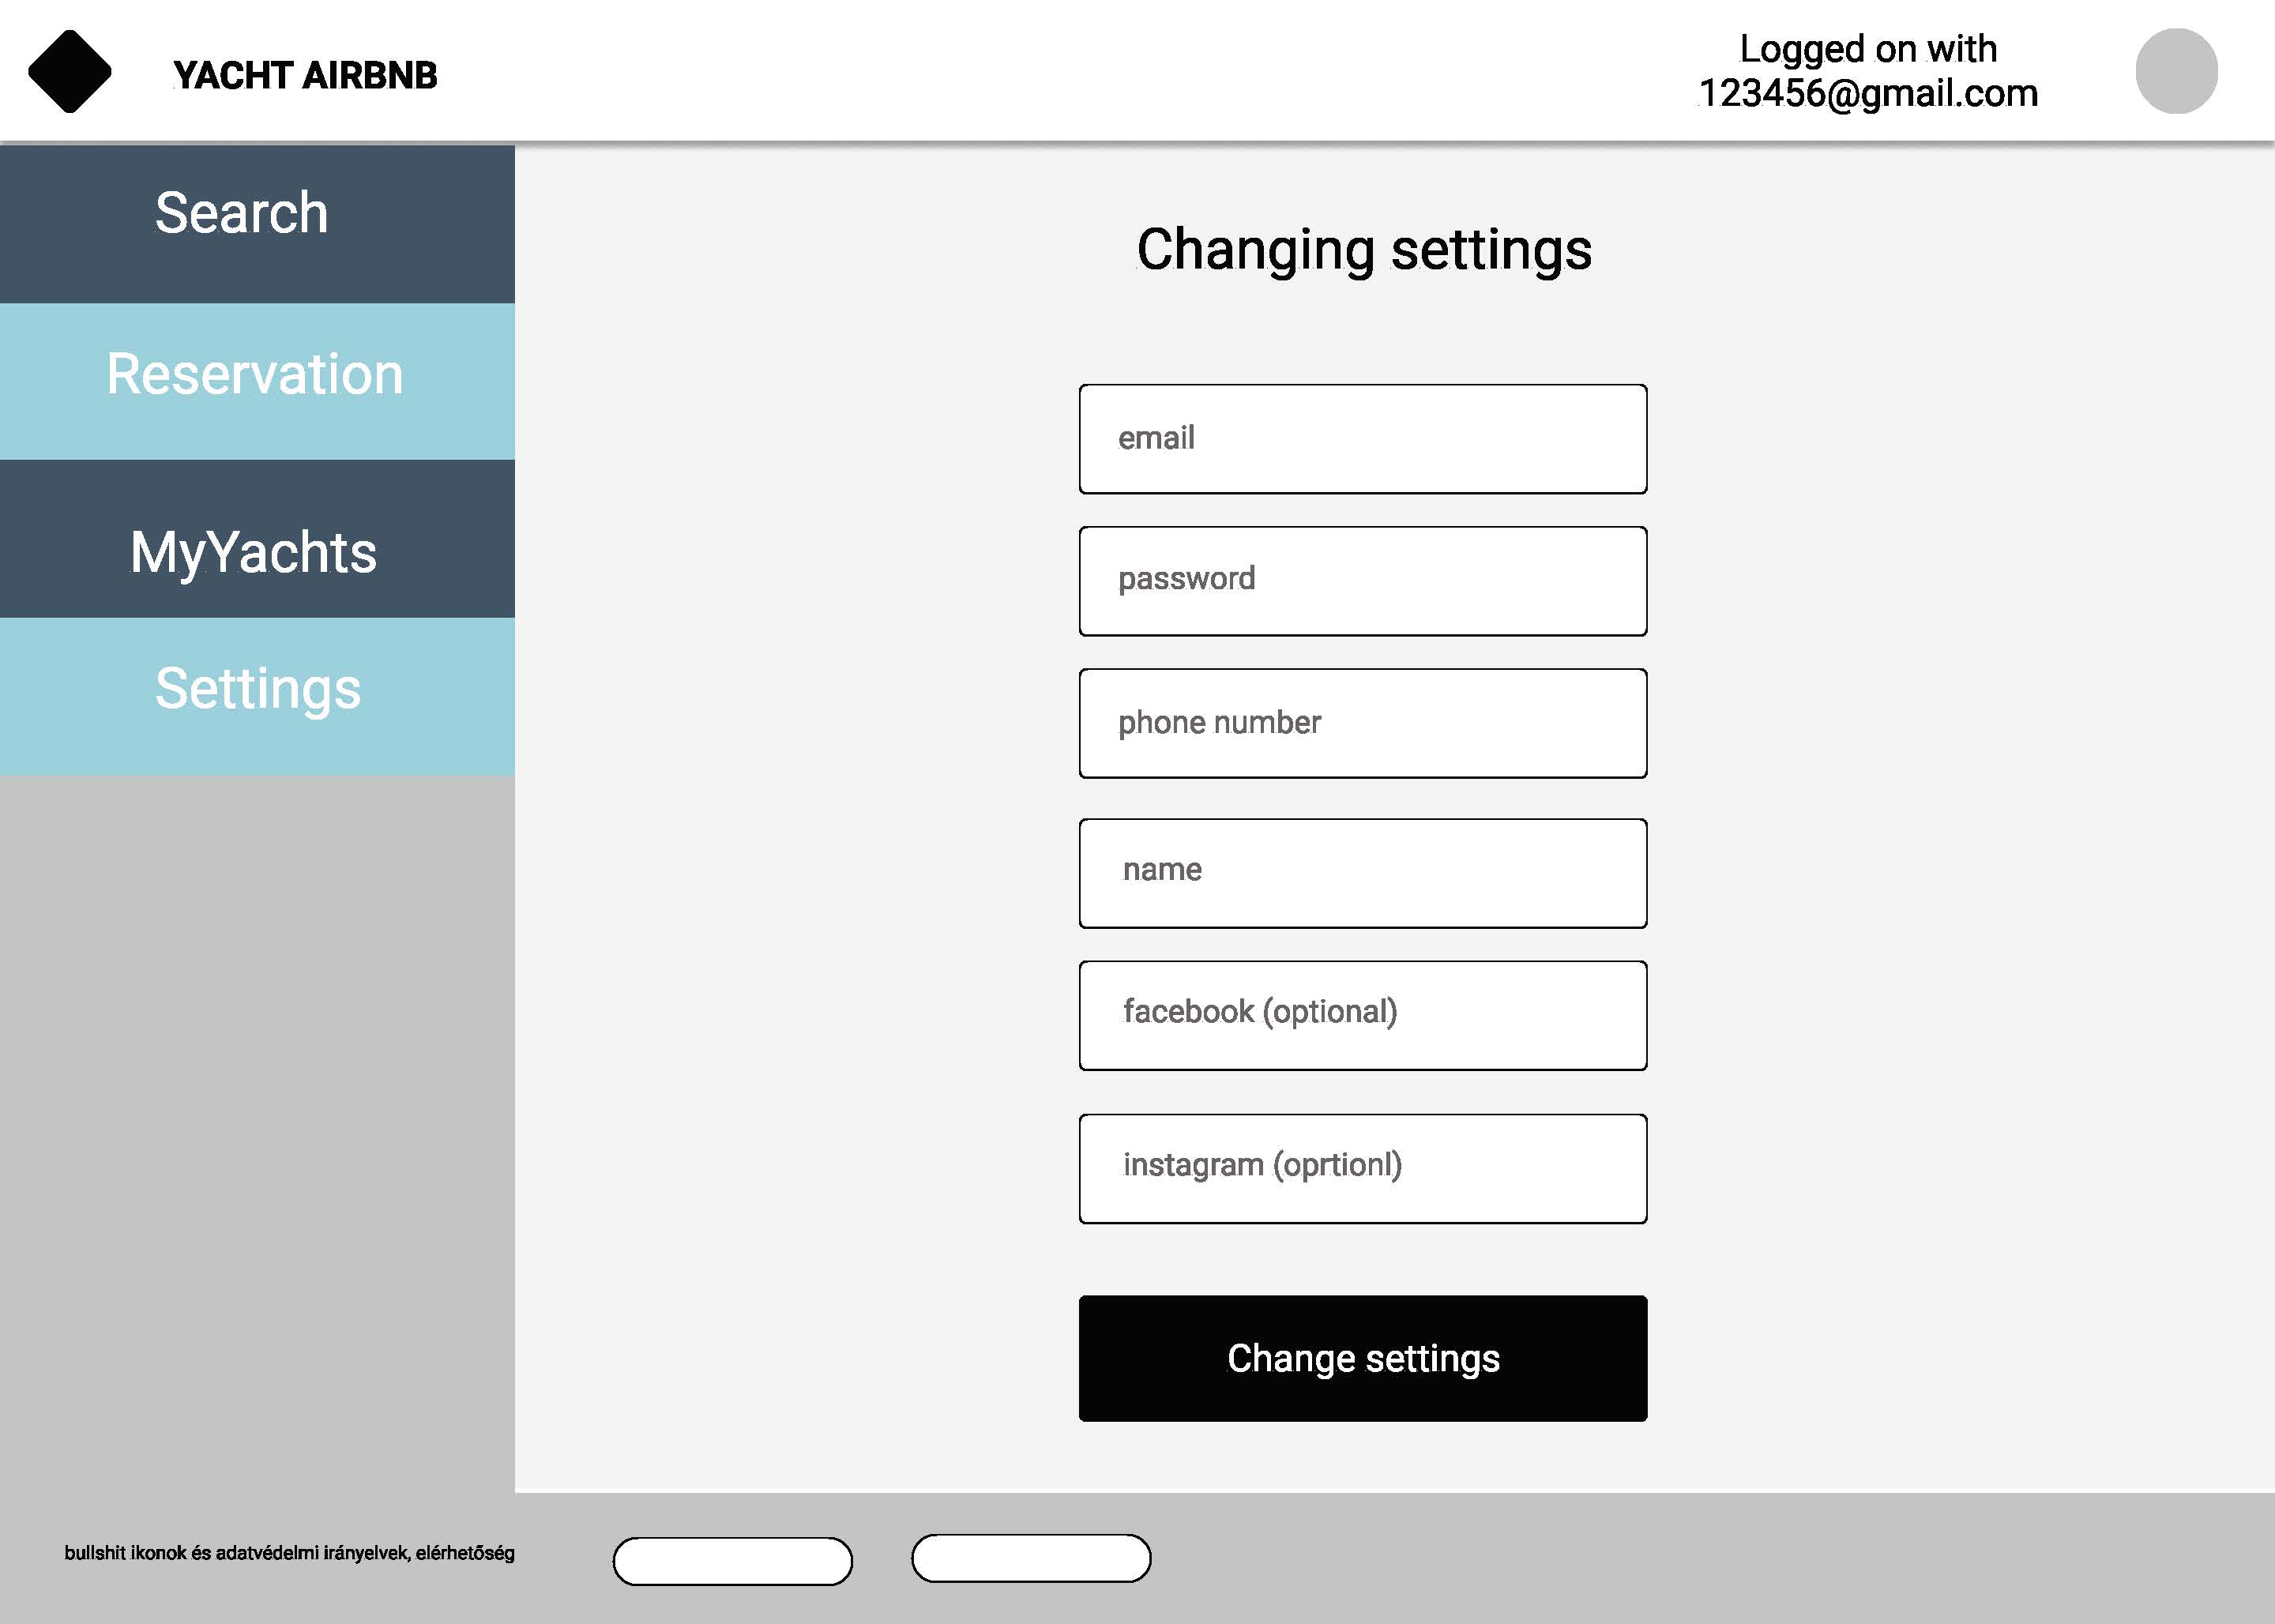 YACHT AIRBNB
Logged on with
123456@gmail.com
Search
Reservation
MyYachts
Settings
Changing settings
email
password
phone number
name
facebook (optional)
instagram (oprtionl)
Change settings
bullshit ikonok és adatvédelmi irányelvek, elérhetőség